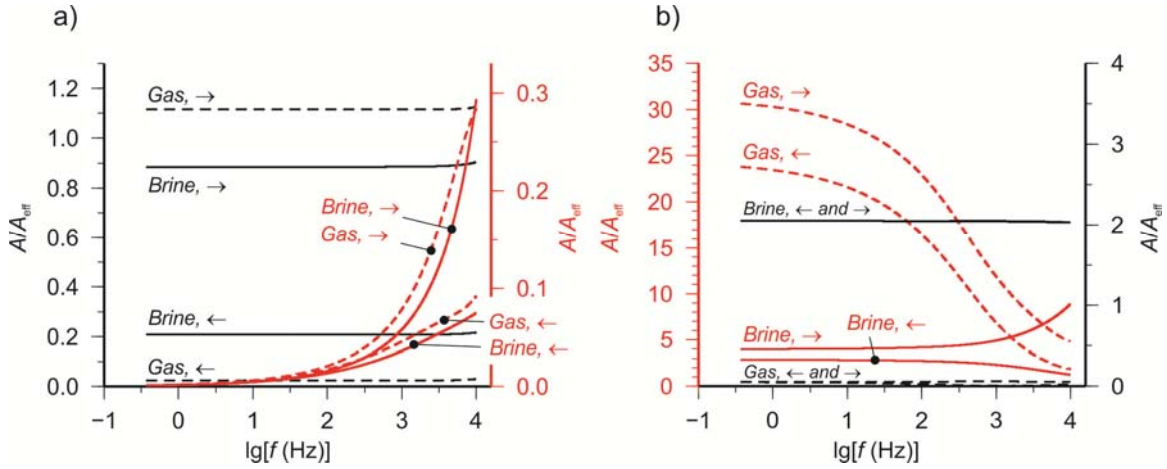 a)
b)
1.2
1.0
0.8
0.6
0.4
0.2
0.0
A/Aeff
Gas, →
Brine, →
Brine, →
Gas, →
Brine, ←
Gas, ←
Gas, ←
Brine, ←
0.3
0.2
0.1
0.0
A/Aeff
−1 0 1 2 3 4
lg[f (Hz)]
35
30
25
20
15
10
5
0
A/Aeff
Gas, →
Gas, ←
Brine, ← and →
Brine, →
Brine, ←
Gas, ← and →
4
3
2
1
0
A/Aeff
−1 0 1 2 3 4
lg[f (Hz)]